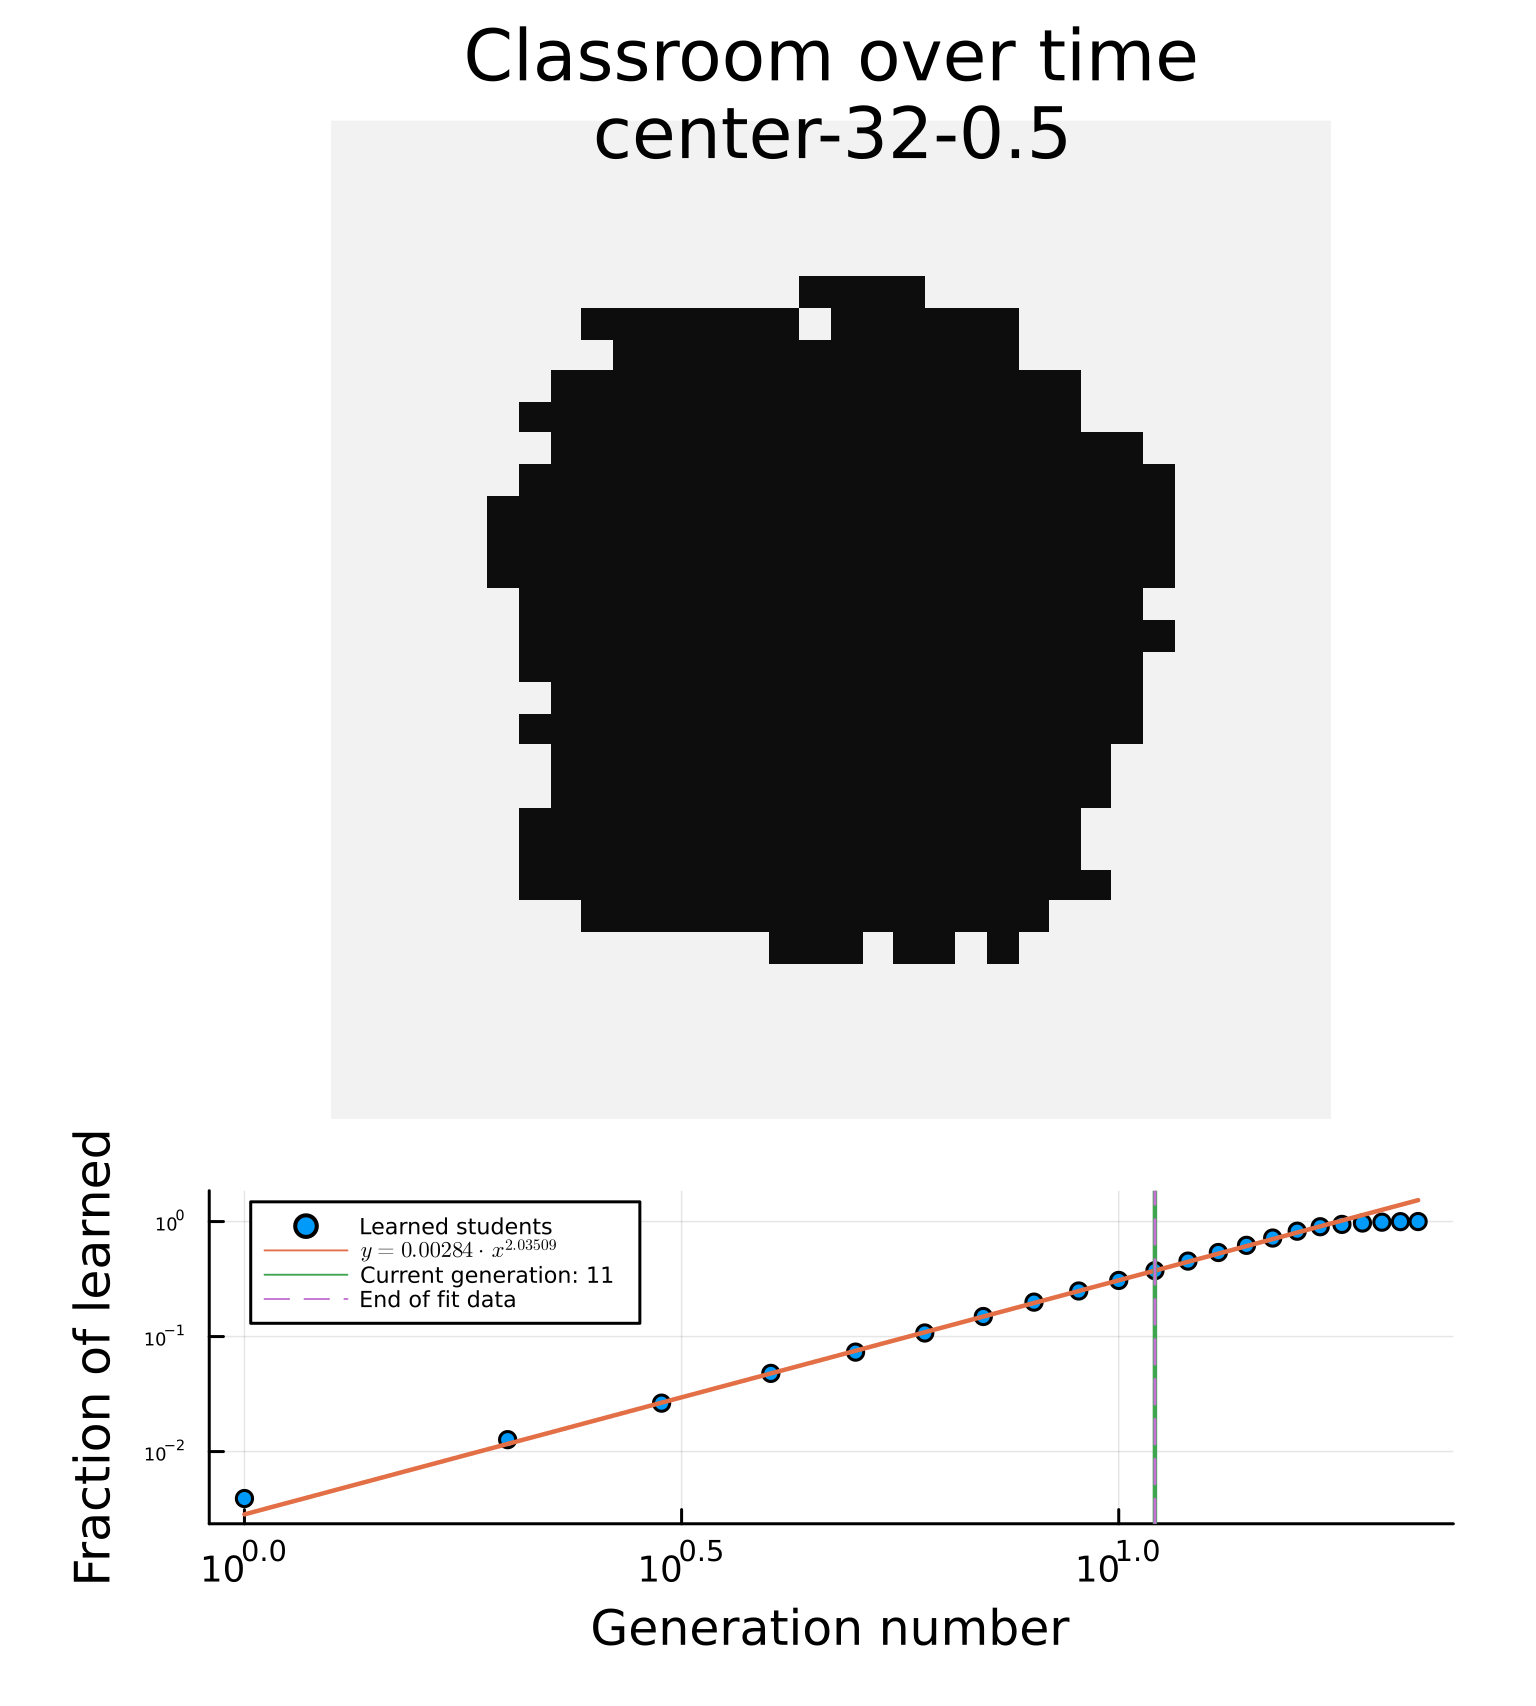 Classroom over time
center-32-0.5
Fraction of learned
10^0
10^-1
10^-2
Learned students
y = 0.00284 · x^2.03509
Current generation: 11
End of fit data
10^0.0
10^0.5
10^1.0
Generation number